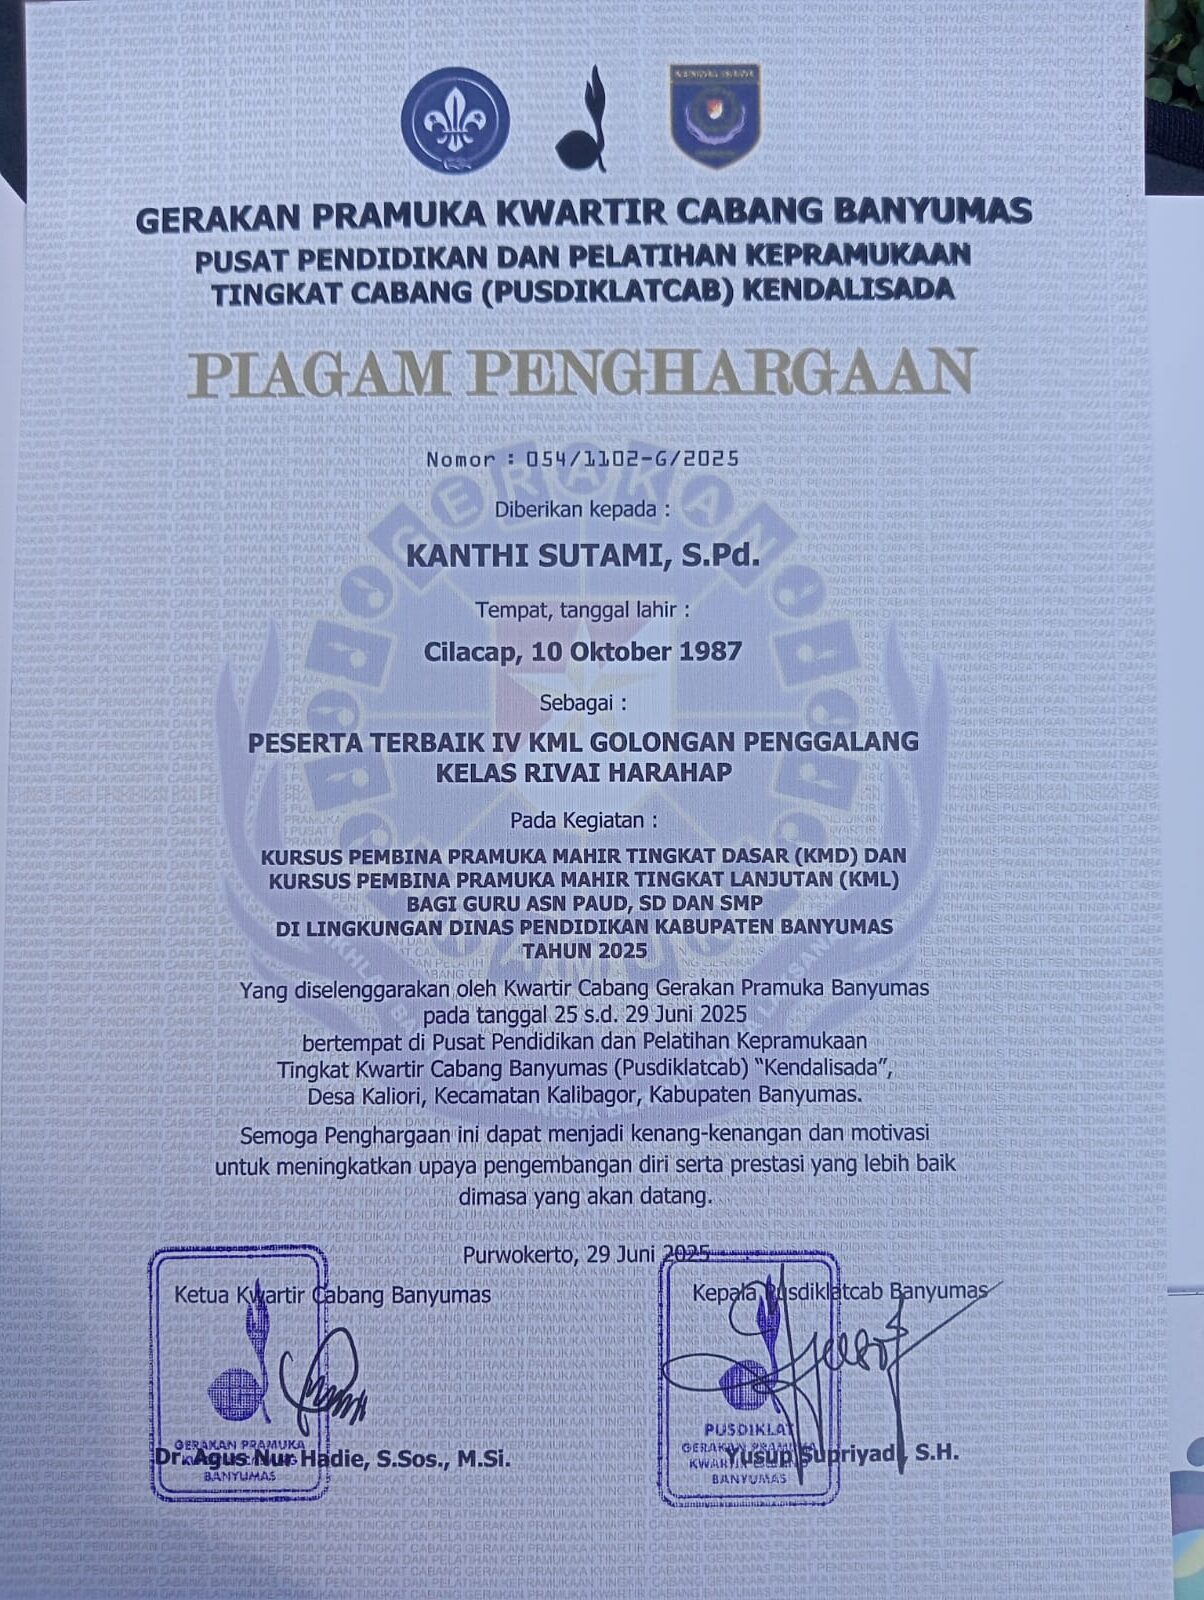 GERAKAN PRAMUKA KWARTIR CABANG BANYUMAS
PUSAT PENDIDIKAN DAN PELATIHAN KEPRAMUKAAN
TINGKAT CABANG (PUSDIKLATCAB) KENDALISADA
PIAGAM PENGHARGAAN
Nomor : 054/1102-G/2025
Diberikan kepada :
KANTHI SUTAMI, S.Pd.
Tempat, tanggal lahir :
Cilacap, 10 Oktober 1987
Sebagai :
PESERTA TERBAIK IV KML GOLONGAN PENGGALANG
KELAS RIVAI HARAHAP
Pada Kegiatan :
KURSUS PEMBINA PRAMUKA MAHIR TINGKAT DASAR (KMD) DAN
KURSUS PEMBINA PRAMUKA MAHIR TINGKAT LANJUTAN (KML)
BAGI GURU ASN PAUD, SD DAN SMP
DI LINGKUNGAN DINAS PENDIDIKAN KABUPATEN BANYUMAS
TAHUN 2025
Yang diselenggarakan oleh Kwartir Cabang Gerakan Pramuka Banyumas
pada tanggal 25 s.d. 29 Juni 2025
bertempat di Pusat Pendidikan dan Pelatihan Kepramukaan
Tingkat Kwartir Cabang Banyumas (Pusdiklatcab) “Kendalisada”,
Desa Kaliori, Kecamatan Kalibagor, Kabupaten Banyumas.
Semoga Penghargaan ini dapat menjadi kenang-kenangan dan motivasi
untuk meningkatkan upaya pengembangan diri serta prestasi yang lebih baik
dimasa yang akan datang.
Purwokerto, 29 Juni 2025
Ketua Kwartir Cabang Banyumas
Kepala Pusdiklatcab Banyumas
GERAKAN PRAMUKA
KWARTIR CABANG
BANYUMAS
Dr. Agus Nur Hadie, S.Sos., M.Si.
PUSDIKLAT
GERAKAN PRAMUKA
KWARTIR
BANYUMAS
Yusup Supriyadi, S.H.